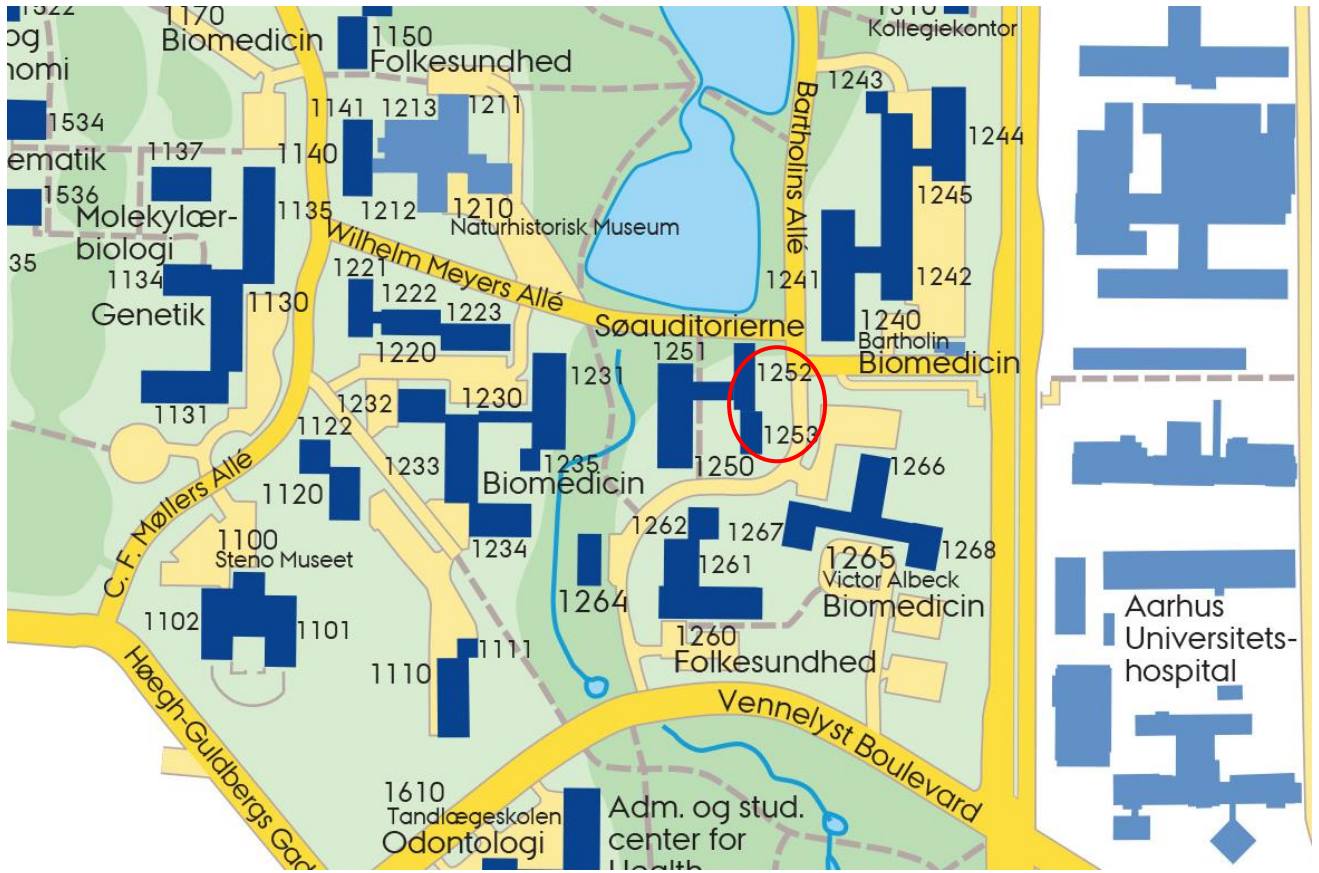 1170
Biomedicin
1150
Folkesundhed
Kollegiekontor
og
nomi
1534
ematik
1536
35
1137
Molekylær-
biologi
1134
Genetik
1135
1130
1131
1141
1140
1213
1211
1212
1210
Naturhistorisk Museum
Wilhelm Meyers Allé
Bartholins Allé
1243
1244
1245
1241
1242
1240
Bartholin
Biomedicin
Søauditorierne
1251
1252
1253
1250
1221
1222
1223
1220
1231
1232
1230
1233
1235
Biomedicin
1234
1122
1120
C. F. Møllers Allé
1100
Steno Museet
1102
1101
1111
1110
1264
1262
1261
1260
Folkesundhed
1266
1267
1268
1265
Victor Albeck
Biomedicin
Aarhus
Universitets-
hospital
Høegh-Guldbergs Gad
Vennelyst Boulevard
1610
Tandlægeskolen
Odontologi
Adm. og stud.
center for
Health